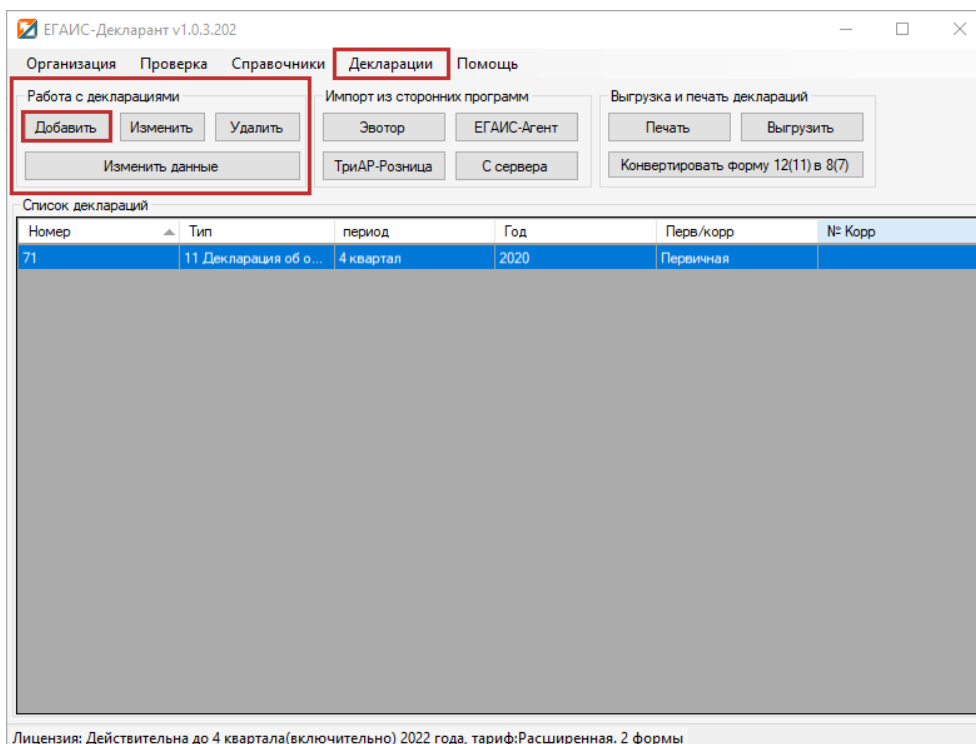 ЕГАИС-Декларант v1.0.3.202
Организация Проверка Справочники Декларации Помощь
Работа с декларациями Импорт из сторонних программ Выгрузка и печать деклараций
Добавить Изменить Удалить Эвотор ЕГАИС-Агент Печать Выгрузить
Изменить данные ТриАР-Розница С сервера Конвертировать форму 12(11) в 8(7)
Список деклараций
Номер Тип период Год Перв/корр № Корр
71 11 Декларация об о... 4 квартал 2020 Первичная
Лицензия: Действительна до 4 квартала(включительно) 2022 года, тариф:Расширенная. 2 формы